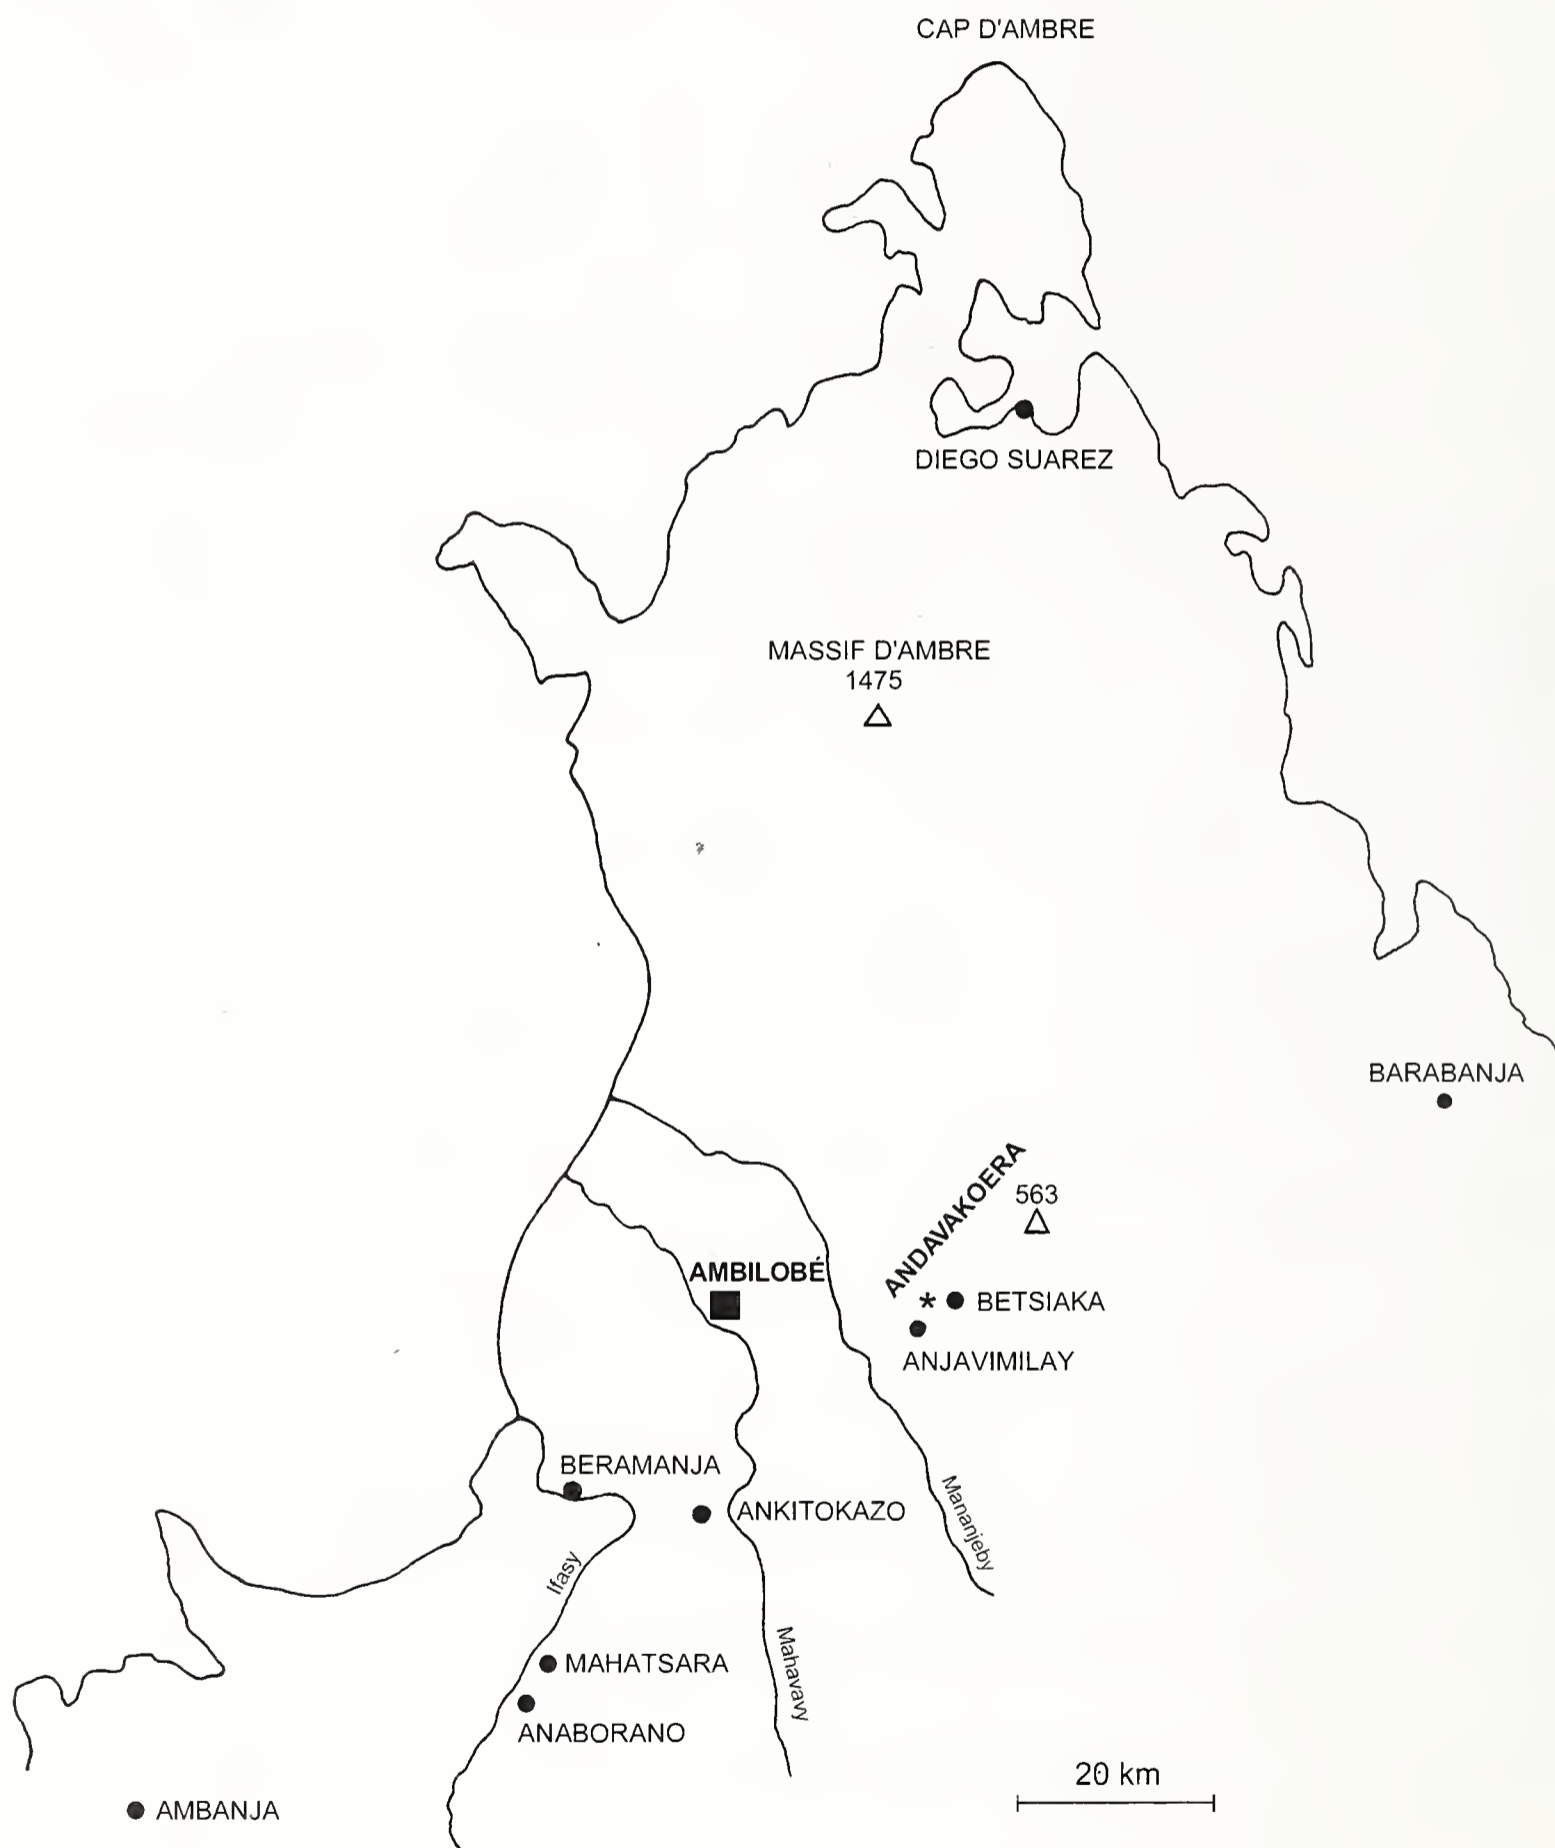 CAP D'AMBRE
DIEGO SUAREZ
MASSIF D'AMBRE
1475
BARABANJA
ANDAVAKOERA
563
AMBILOBÉ
* BETSIAKA
ANJAVIMILAY
BERAMANJA
ANKITOKAZO
Mananjeby
Ifasy
Mahavavy
MAHATSARA
ANABORANO
20 km
AMBANJA